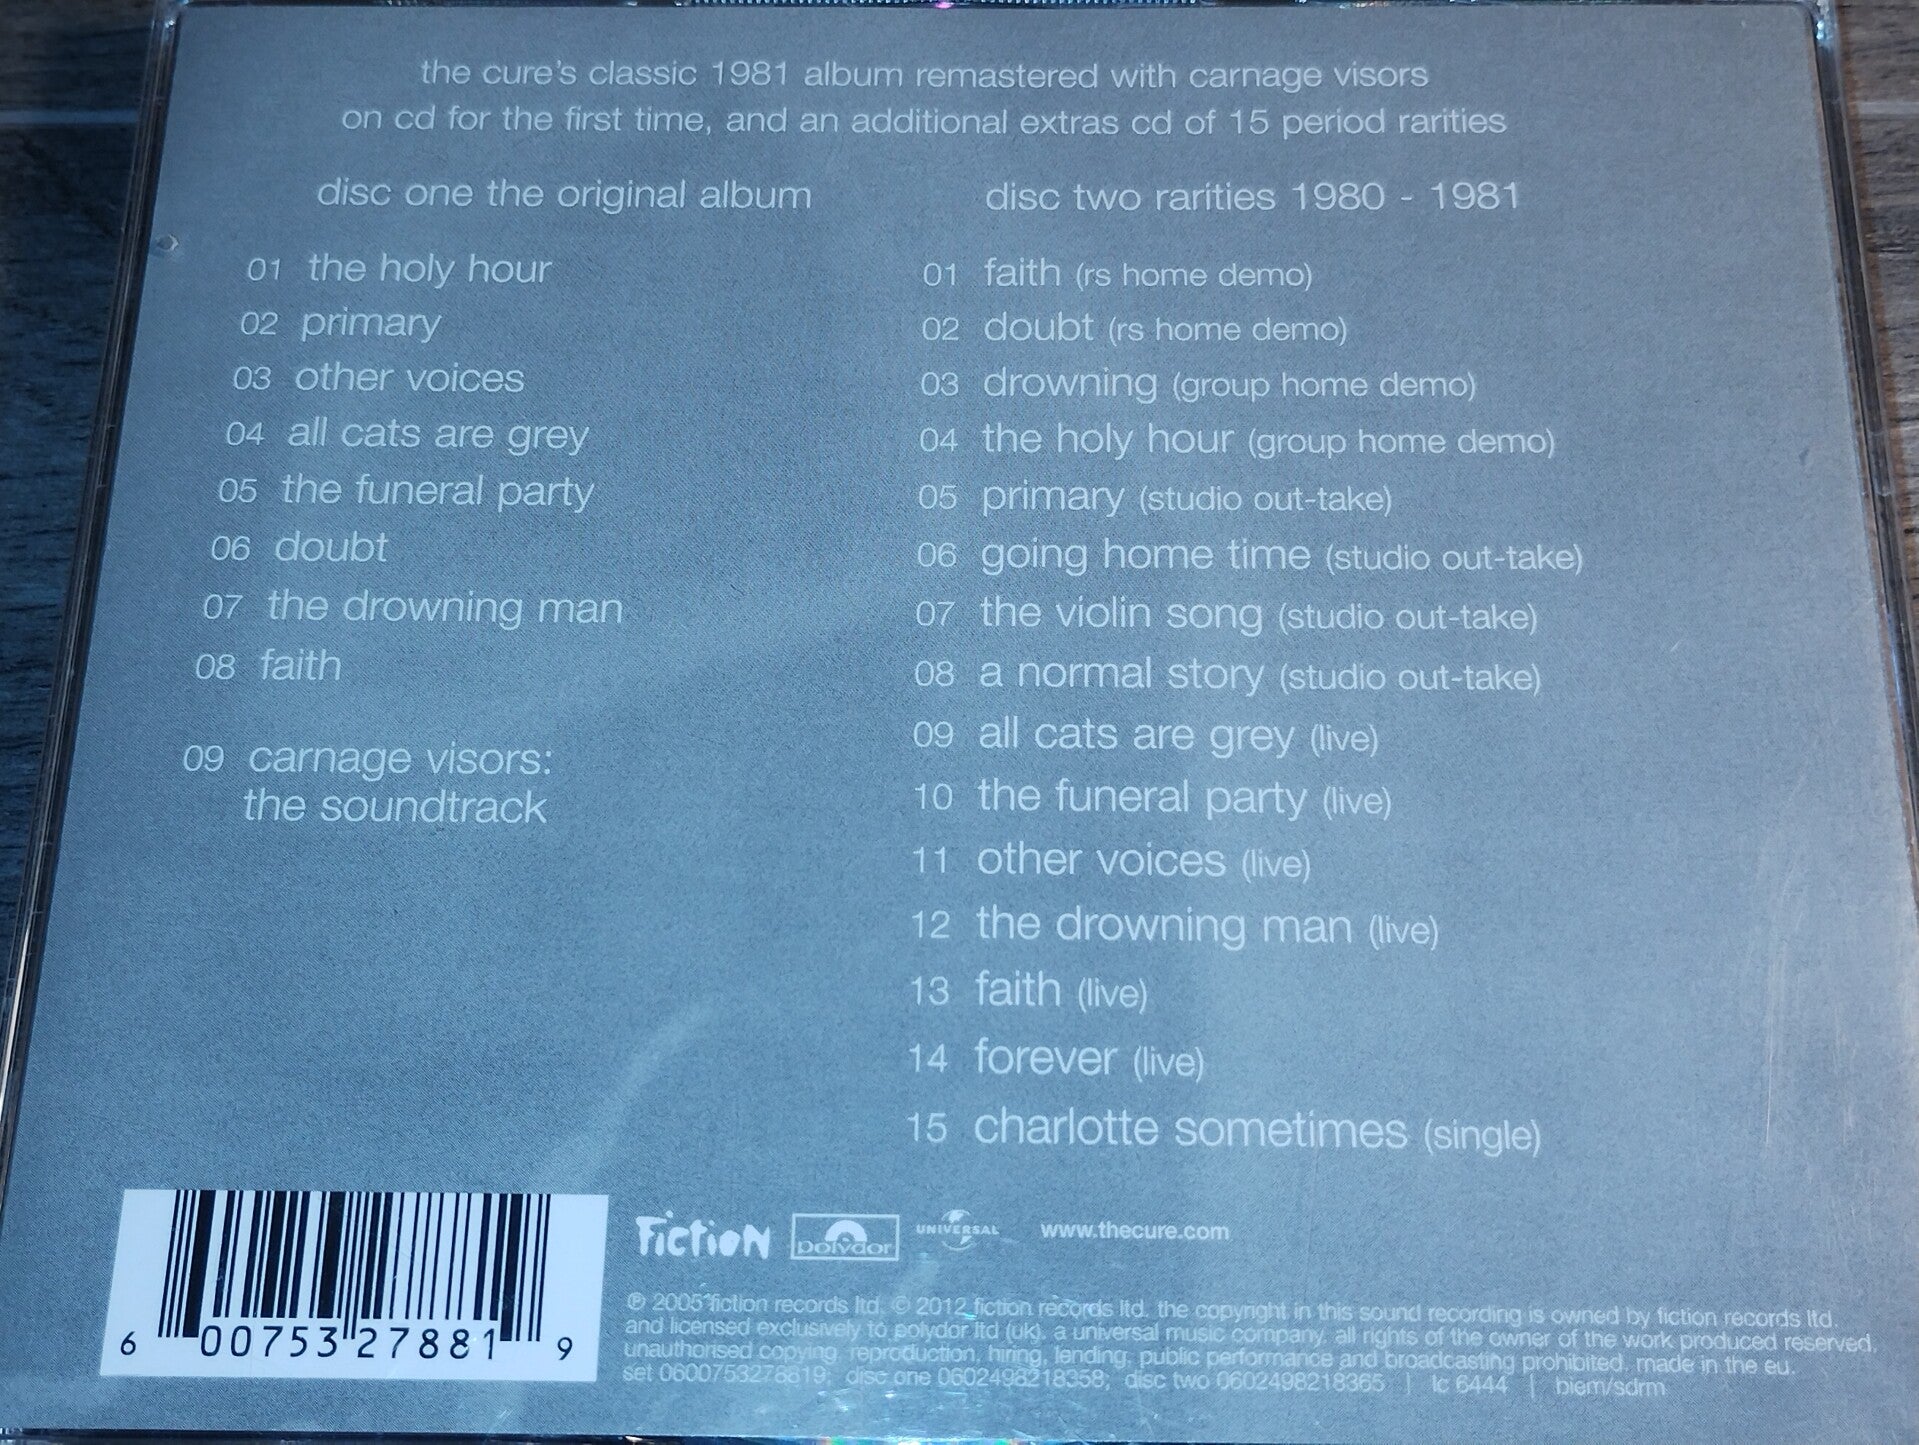 the cure's classic 1981 album remastered with carnage visors
on cd for the first time, and an additional extras cd of 15 period rarities
disc one the original album
01 the holy hour
02 primary
03 other voices
04 all cats are grey
05 the funeral party
06 doubt
07 the drowning man
08 faith
09 carnage visors:
the soundtrack
disc two rarities 1980 - 1981
01 faith (rs home demo)
02 doubt (rs home demo)
03 drowning (group home demo)
04 the holy hour (group home demo)
05 primary (studio out-take)
06 going home time (studio out-take)
07 the violin song (studio out-take)
08 a normal story (studio out-take)
09 all cats are grey (live)
10 the funeral party (live)
11 other voices (live)
12 the drowning man (live)
13 faith (live)
14 forever (live)
15 charlotte sometimes (single)
6 00753 27881 9
Fiction
polydor
UNIVERSAL
www.thecure.com
℗ 2005 fiction records ltd. © 2012 fiction records ltd. the copyright in this sound recording is owned by fiction records ltd.
and licensed exclusively to polydor ltd (uk). a universal music company. all rights of the owner of the work produced reserved.
unauthorised copying, reproduction, hiring, lending, public performance and broadcasting prohibited. made in the eu.
set 0600753278819; disc one 0602498218358; disc two 0602498218365 | lc 6444 | biem/sdrm